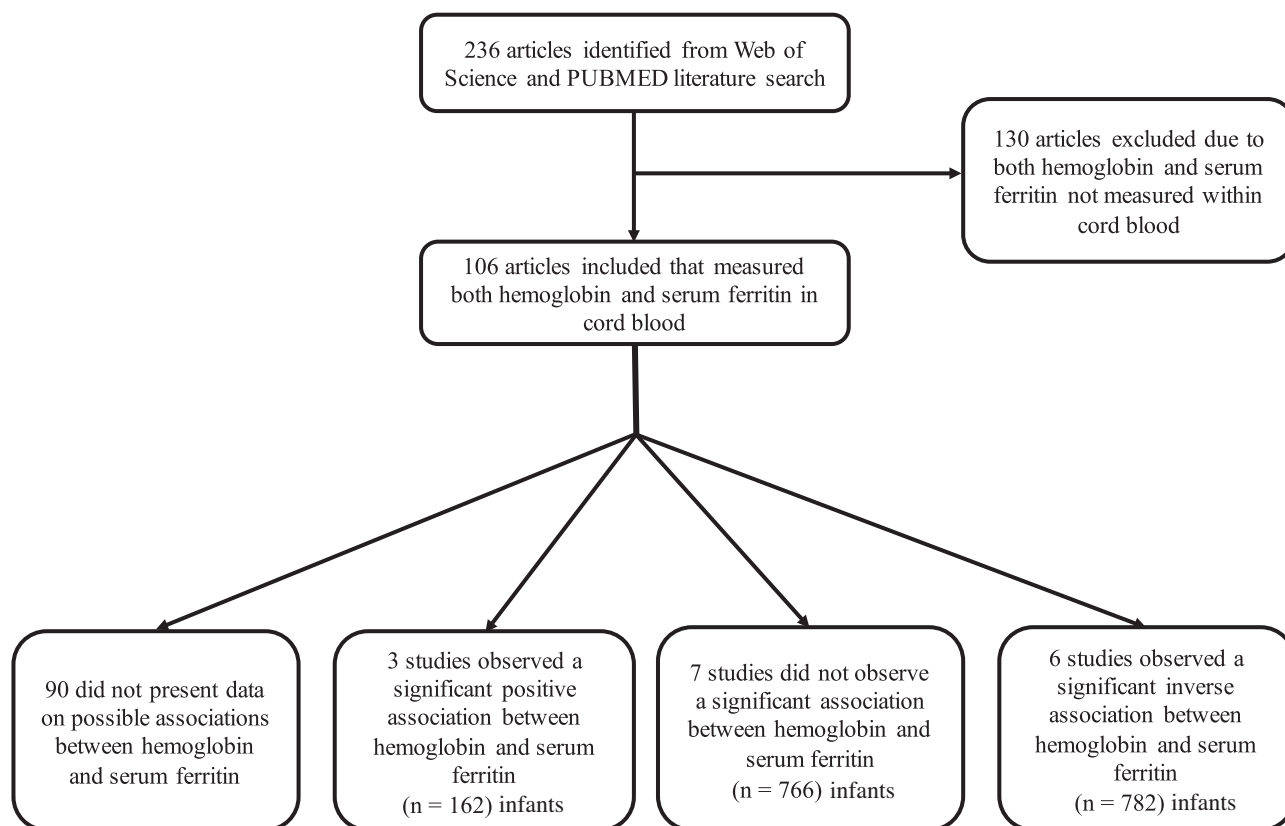 236 articles identified from Web of
Science and PUBMED literature search
130 articles excluded due to
both hemoglobin and serum
ferritin not measured within
cord blood
106 articles included that measured
both hemoglobin and serum ferritin in
cord blood
90 did not present data
on possible associations
between hemoglobin
and serum ferritin
3 studies observed a
significant positive
association between
hemoglobin and serum
ferritin
(n = 162) infants
7 studies did not observe
a significant association
between hemoglobin and
serum ferritin
(n = 766) infants
6 studies observed a
significant inverse
association between
hemoglobin and serum
ferritin
(n = 782) infants